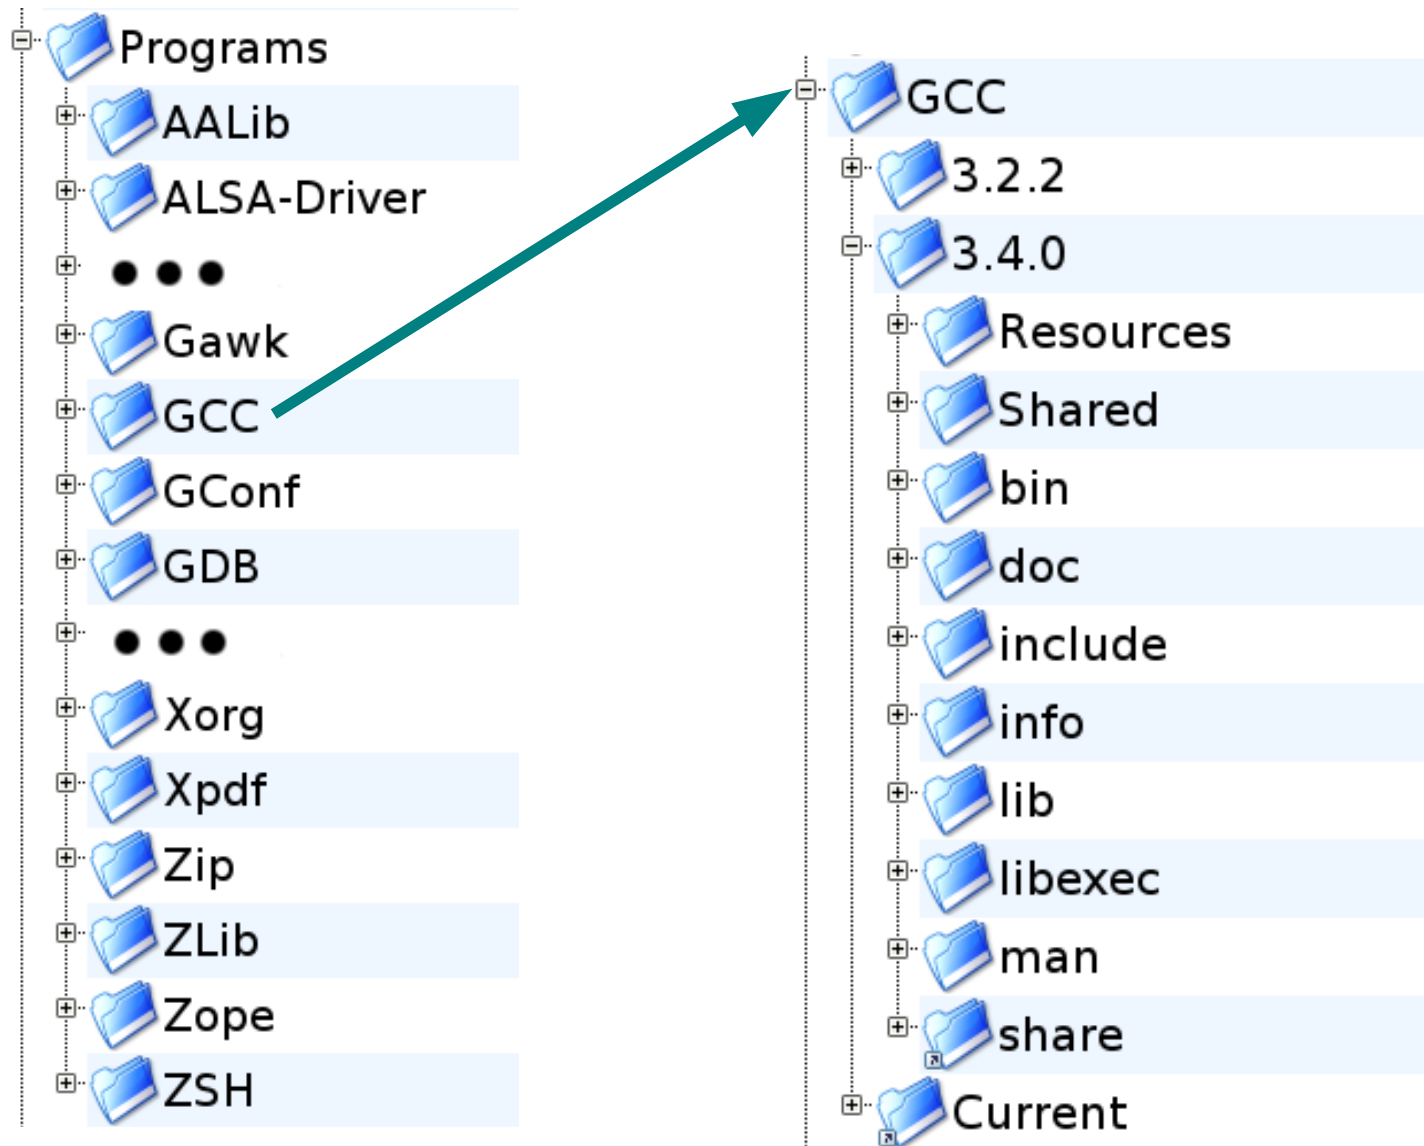 Programs
AALib
ALSA-Driver
● ● ●
Gawk
GCC
GConf
GDB
● ● ●
Xorg
Xpdf
Zip
ZLib
Zope
ZSH
GCC
3.2.2
3.4.0
Resources
Shared
bin
doc
include
info
lib
libexec
man
share
Current